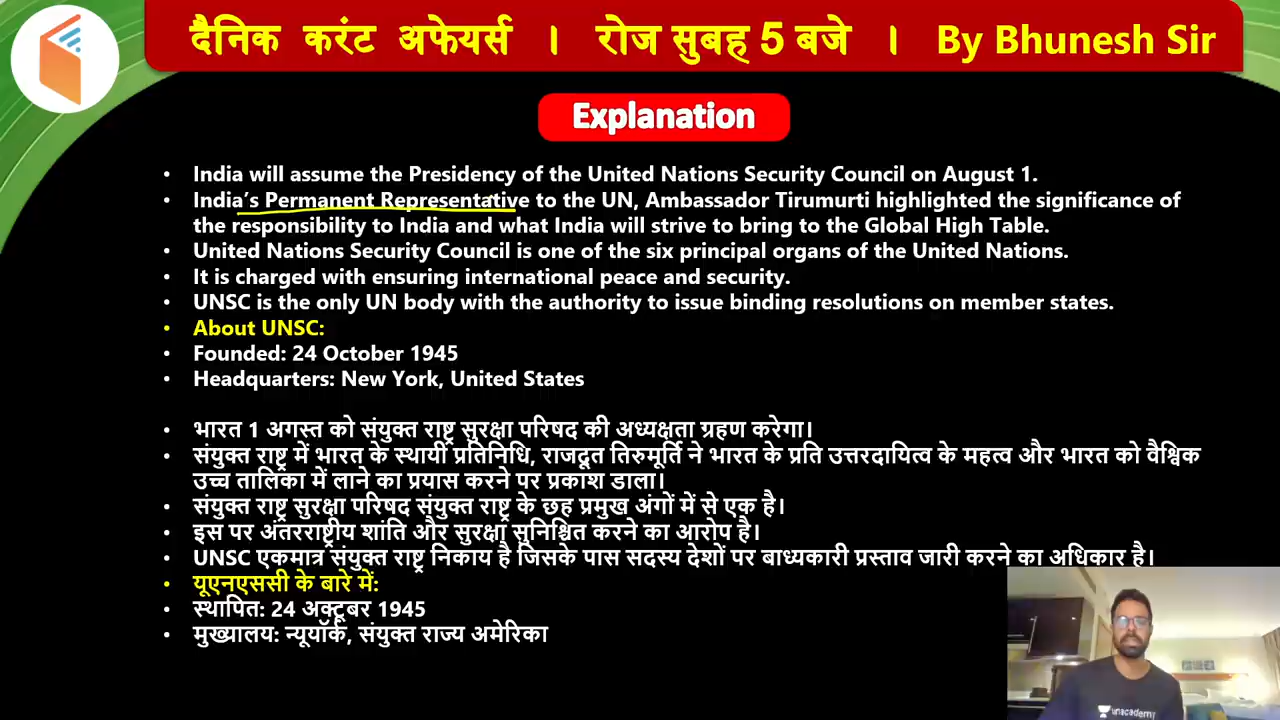 दैनिक करंट अफेयर्स । रोज सुबह 5 बजे । By Bhunesh Sir
Explanation
• India will assume the Presidency of the United Nations Security Council on August 1.
• India's Permanent Representative to the UN, Ambassador Tirumurti highlighted the significance of
the responsibility to India and what India will strive to bring to the Global High Table.
• United Nations Security Council is one of the six principal organs of the United Nations.
• It is charged with ensuring international peace and security.
• UNSC is the only UN body with the authority to issue binding resolutions on member states.
• About UNSC:
• Founded: 24 October 1945
• Headquarters: New York, United States
• भारत 1 अगस्त को संयुक्त राष्ट्र सुरक्षा परिषद की अध्यक्षता ग्रहण करेगा।
• संयुक्त राष्ट्र में भारत के स्थायी प्रतिनिधि, राजदूत तिरुमूर्ति ने भारत के प्रति उत्तरदायित्व के महत्व और भारत को वैश्विक
उच्च तालिका में लाने का प्रयास करने पर प्रकाश डाला।
• संयुक्त राष्ट्र सुरक्षा परिषद संयुक्त राष्ट्र के छह प्रमुख अंगों में से एक है।
• इस पर अंतरराष्ट्रीय शांति और सुरक्षा सुनिश्चित करने का आरोप है।
• UNSC एकमात्र संयुक्त राष्ट्र निकाय है जिसके पास सदस्य देशों पर बाध्यकारी प्रस्ताव जारी करने का अधिकार है।
• यूएनएससी के बारे में:
• स्थापित: 24 अक्टूबर 1945
• मुख्यालय: न्यूयॉर्क, संयुक्त राज्य अमेरिका
unacademy